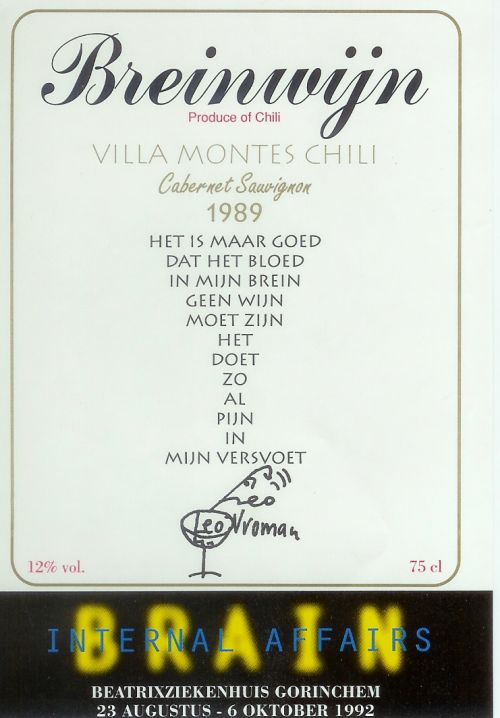 Breinwijn
Produce of Chili
VILLA MONTES CHILI
Cabernet Sauvignon
1989
HET IS MAAR GOED
DAT HET BLOED
IN MIJN BREIN
GEEN WIJN
MOET ZIJN
HET
DOET
ZO
AL
PIJN
IN
MIJN VERSVOET
Leo
Leo Vroman
12% vol.
75 cl
BRAIN
INTERNAL AFFAIRS
BEATRIXZIEKENHUIS GORINCHEM
23 AUGUSTUS - 6 OKTOBER 1992